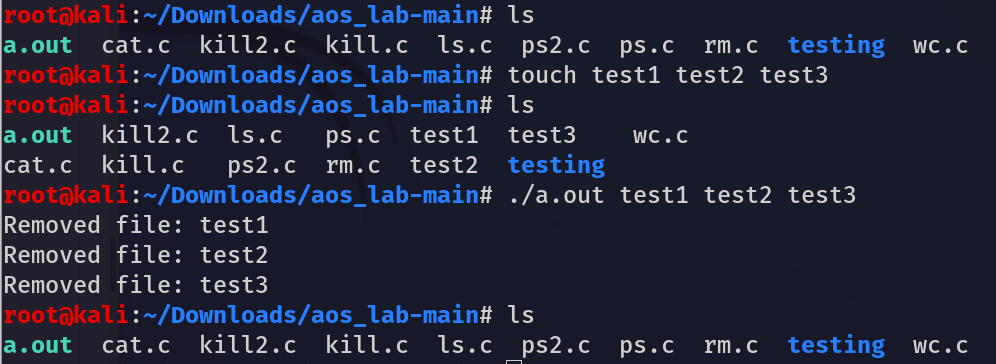 root@kali:~/Downloads/aos_lab-main# ls
a.out  cat.c  kill2.c  kill.c  ls.c  ps2.c  ps.c  rm.c  testing  wc.c
root@kali:~/Downloads/aos_lab-main# touch test1 test2 test3
root@kali:~/Downloads/aos_lab-main# ls
a.out  kill2.c  ls.c   ps.c  test1  test3    wc.c
cat.c  kill.c   ps2.c  rm.c  test2  testing
root@kali:~/Downloads/aos_lab-main# ./a.out test1 test2 test3
Removed file: test1
Removed file: test2
Removed file: test3
root@kali:~/Downloads/aos_lab-main# ls
a.out  cat.c  kill2.c  kill.c  ls.c  ps2.c  ps.c  rm.c  testing  wc.c